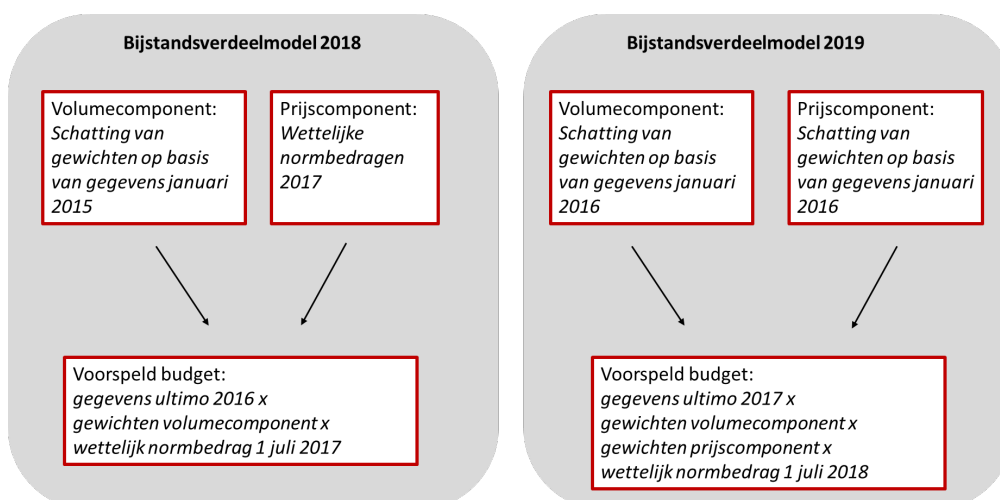 Bijstandsverdeelmodel 2018
Volumecomponent:
Schatting van
gewichten op basis
van gegevens januari
2015
Prijscomponent:
Wettelijke
normbedragen
2017
Voorspeld budget:
gegevens ultimo 2016 x
gewichten volumecomponent x
wettelijk normbedrag 1 juli 2017
Bijstandsverdeelmodel 2019
Volumecomponent:
Schatting van
gewichten op basis
van gegevens januari
2016
Prijscomponent:
Schatting van
gewichten op basis
van gegevens januari
2016
Voorspeld budget:
gegevens ultimo 2017 x
gewichten volumecomponent x
gewichten prijscomponent x
wettelijk normbedrag 1 juli 2018